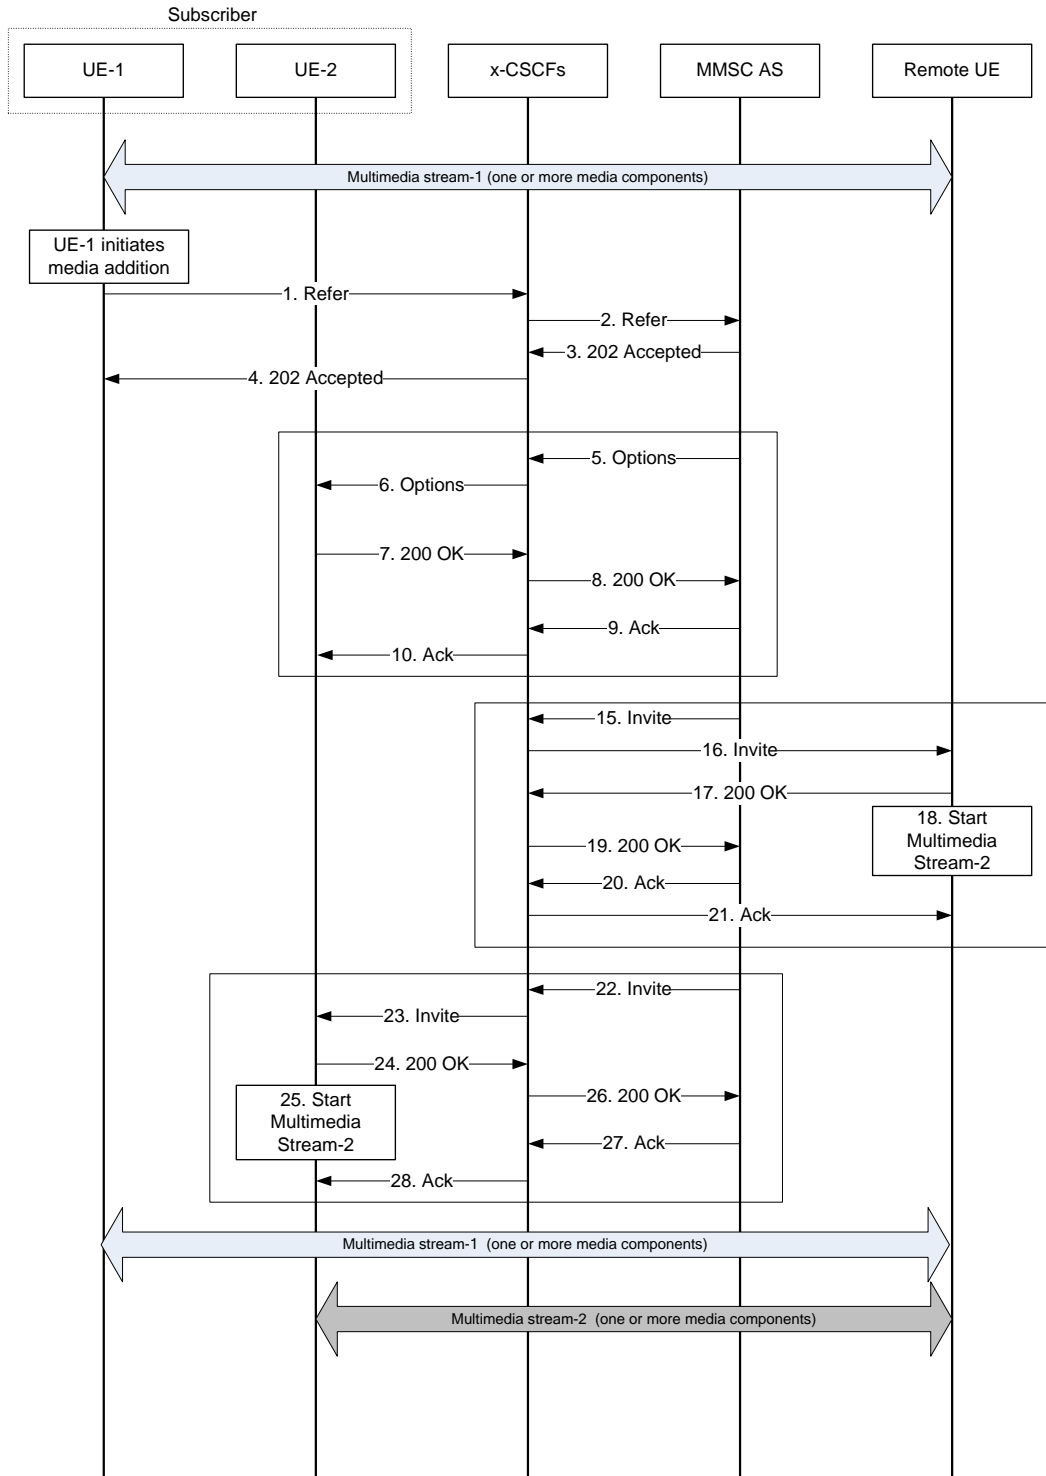 Subscriber
UE-1
UE-2
x-CSCFs
MMSC AS
Remote UE
Multimedia stream-1 (one or more media components)
UE-1 initiates
media addition
1. Refer
2. Refer
3. 202 Accepted
4. 202 Accepted
5. Options
6. Options
7. 200 OK
8. 200 OK
9. Ack
10. Ack
15. Invite
16. Invite
17. 200 OK
18. Start
Multimedia
Stream-2
19. 200 OK
20. Ack
21. Ack
22. Invite
23. Invite
24. 200 OK
25. Start
Multimedia
Stream-2
26. 200 OK
27. Ack
28. Ack
Multimedia stream-1 (one or more media components)
Multimedia stream-2 (one or more media components)